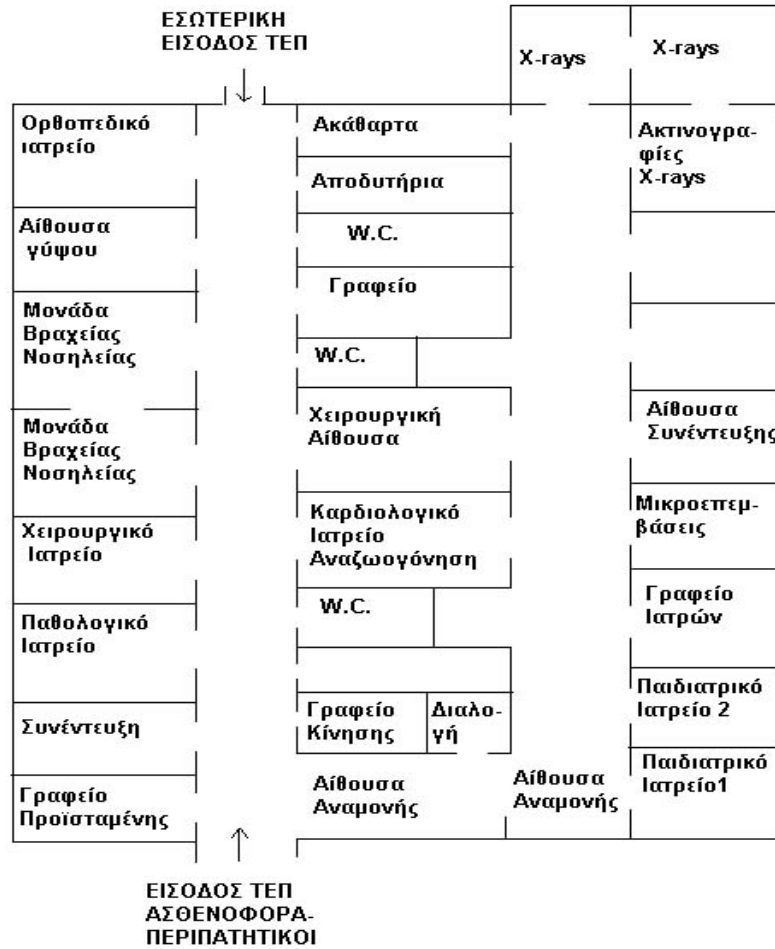 ΕΣΩΤΕΡΙΚΗ
ΕΙΣΟΔΟΣ ΤΕΠ
X-rays
X-rays
Ορθοπεδικό
ιατρείο
Αίθουσα
γύψου
Μονάδα
Βραχείας
Νοσηλείας
Μονάδα
Βραχείας
Νοσηλείας
Χειρουργικό
Ιατρείο
Παθολογικό
Ιατρείο
Συνέντευξη
Γραφείο
Προϊσταμένης
Ακάθαρτα
Αποδυτήρια
W.C.
Γραφείο
W.C.
Χειρουργική
Αίθουσα
Καρδιολογικό
Ιατρείο
Αναζωογόνηση
W.C.
Γραφείο
Κίνησης
Διαλο-
γή
Αίθουσα
Αναμονής
Αίθουσα
Αναμονής
Ακτινογρα-
φίες
X-rays
Αίθουσα
Συνέντευξης
Μικροεπεμ-
βάσεις
Γραφείο
Ιατρών
Παιδιατρικό
Ιατρείο 2
Παιδιατρικό
Ιατρείο1
ΕΙΣΟΔΟΣ ΤΕΠ
ΑΣΘΕΝΟΦΟΡΑ-
ΠΕΡΙΠΑΤΗΤΙΚΟΙ